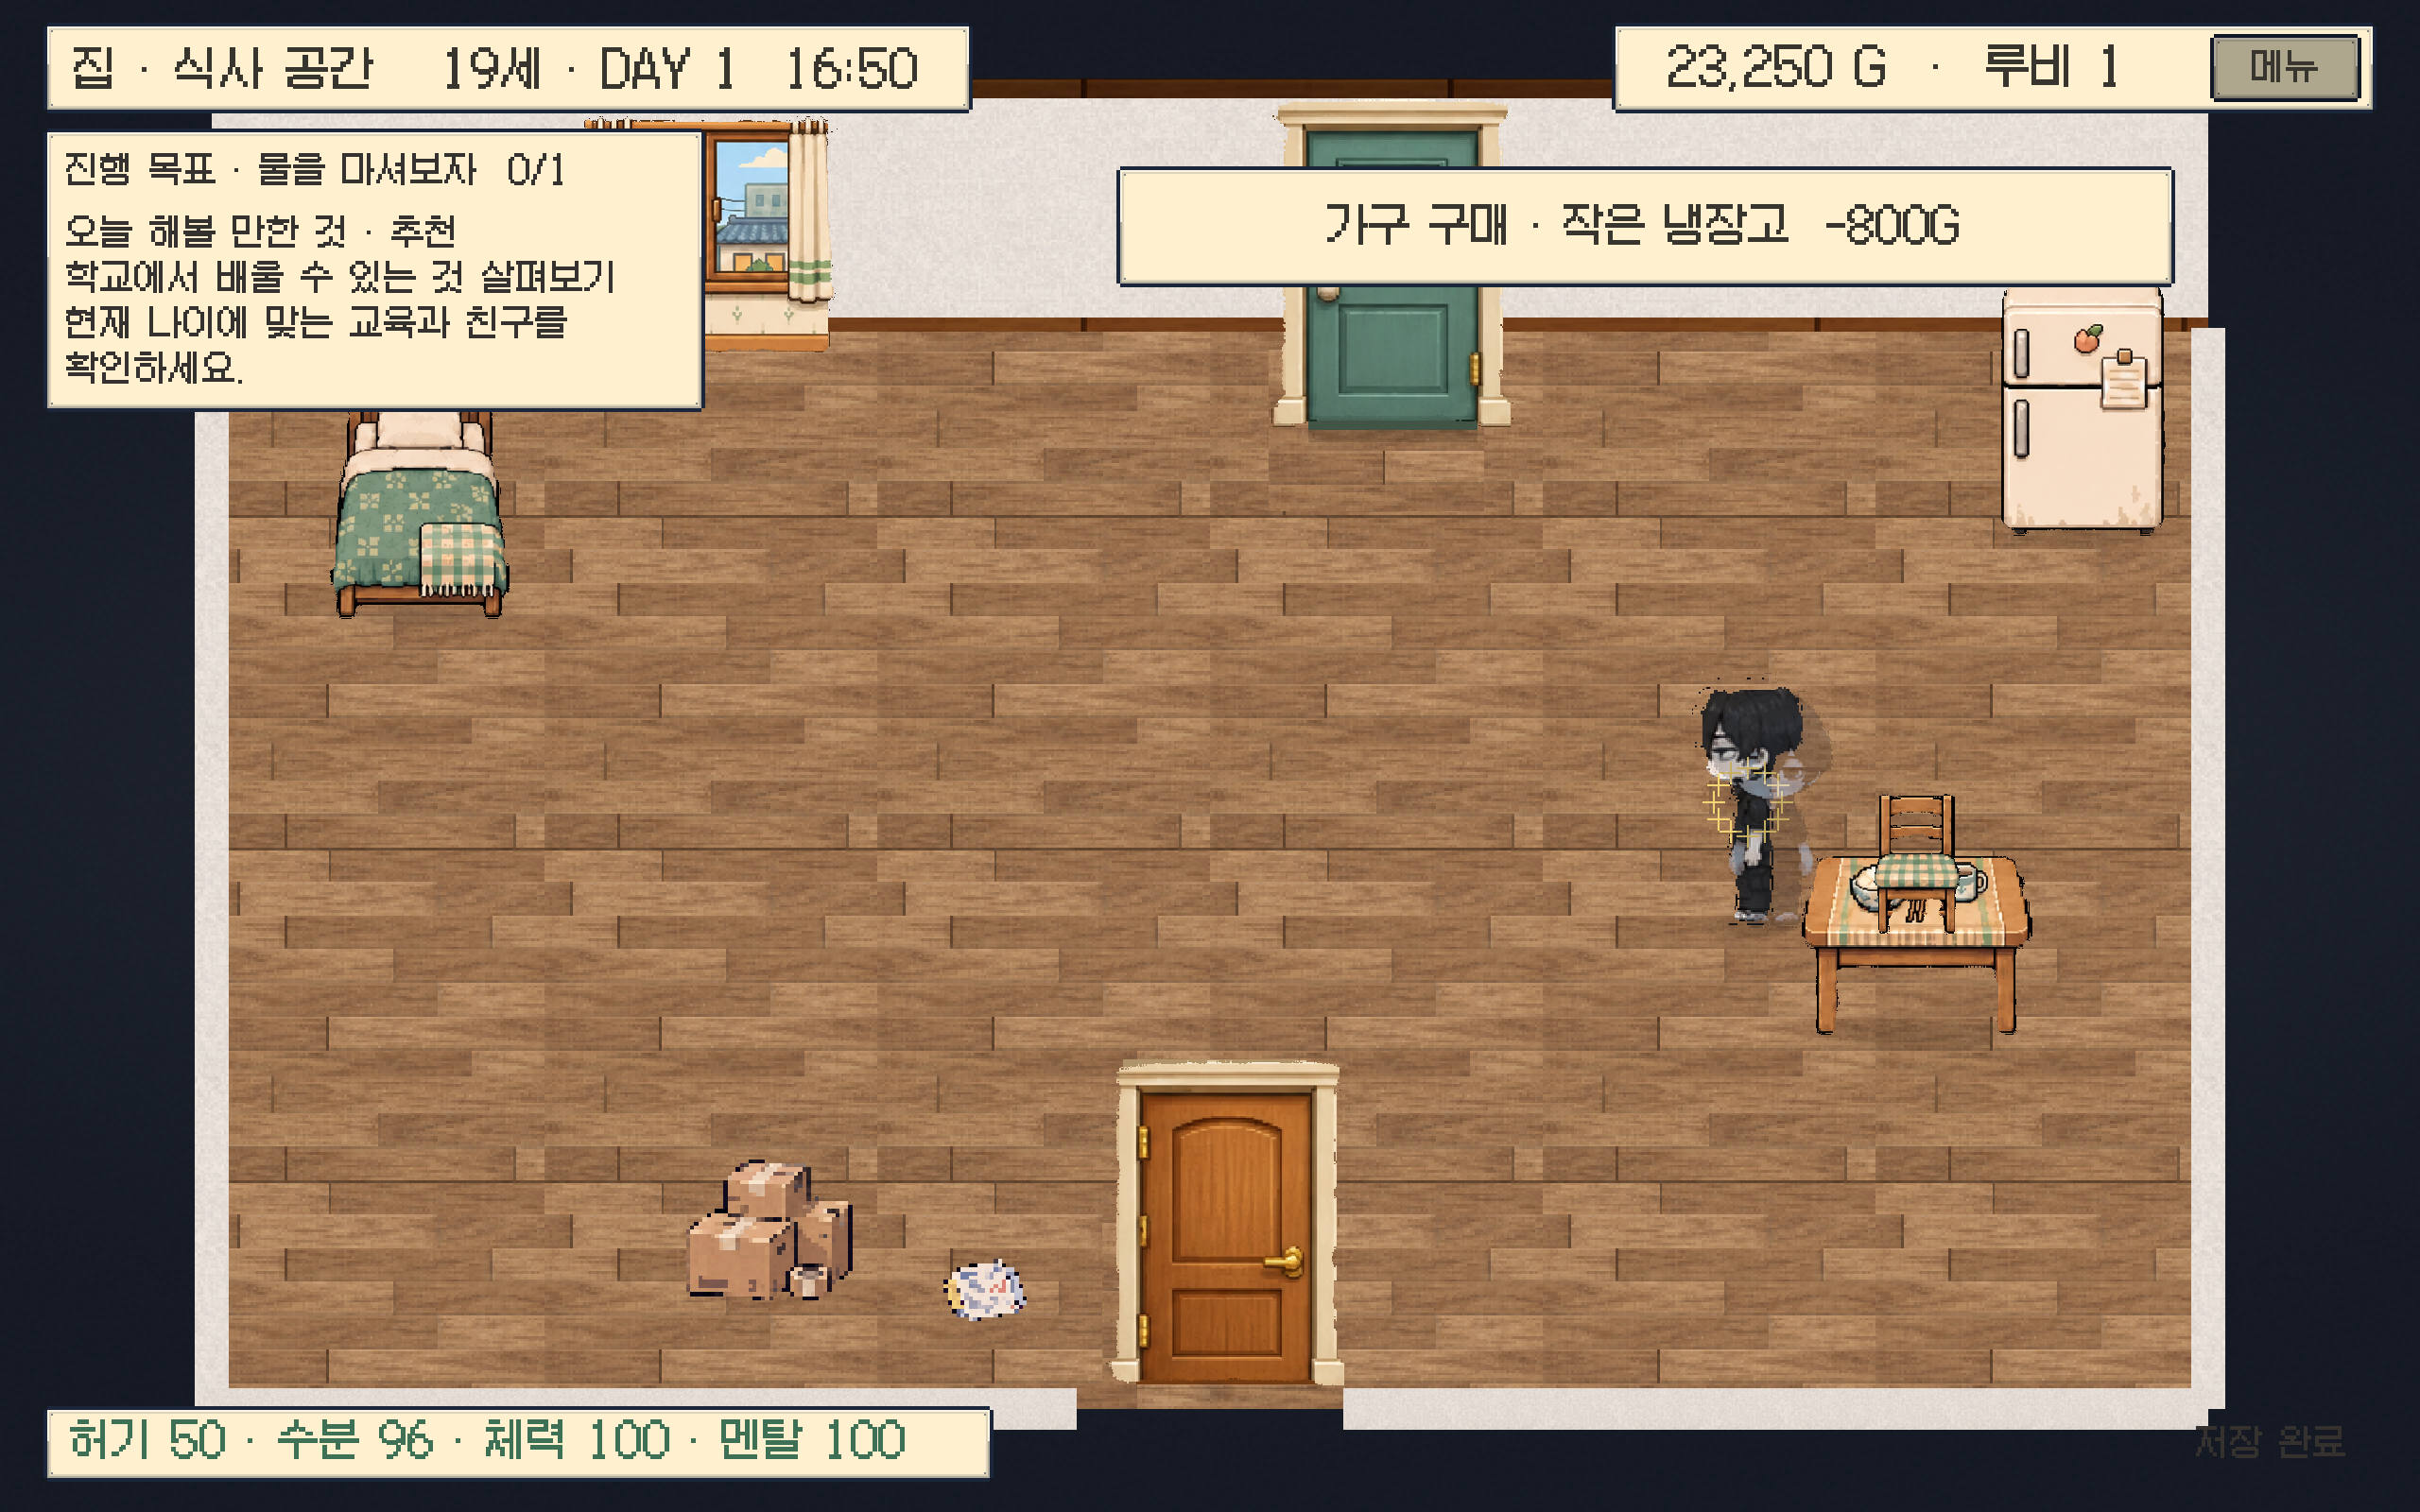 집 · 식사 공간 19세 · DAY 1 16:50
23,250 G · 루비 1
메뉴
진행 목표 · 물을 마셔보자 0/1
오늘 해볼 만한 것 · 추천
학교에서 배울 수 있는 것 살펴보기
현재 나이에 맞는 교육과 친구를
확인하세요.
가구 구매 · 작은 냉장고 -800G
허기 50 · 수분 96 · 체력 100 · 멘탈 100
저장 완료